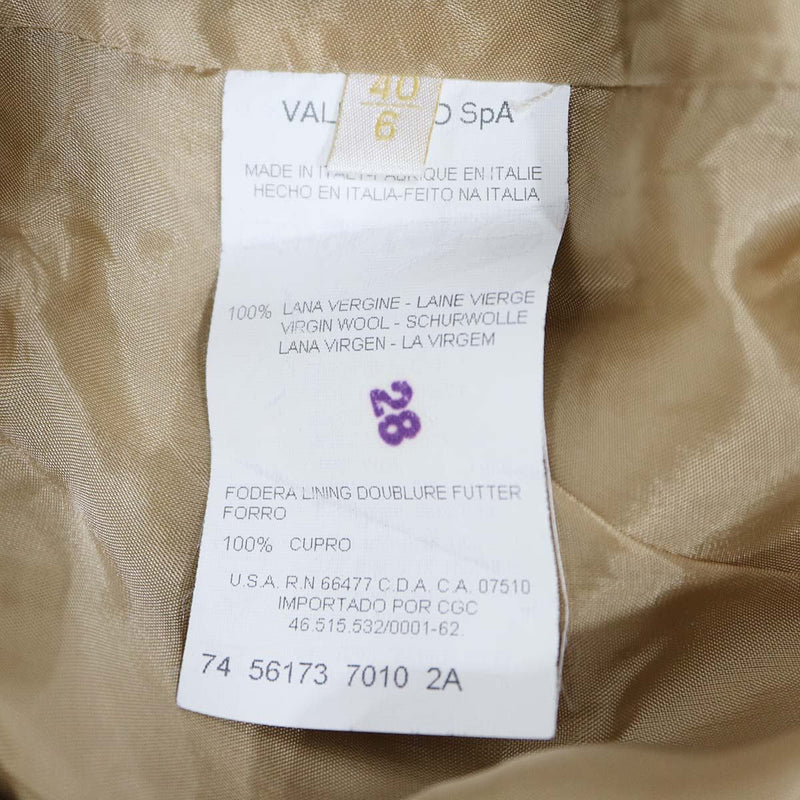 40
6
SpA
MADE IN ITALY-FABRIQUE EN ITALIE
HECHO EN ITALIA-FEITO NA ITALIA
100% LANA VERGINE - LAINE VIERGE
VIRGIN WOOL - SCHURWOLLE
LANA VIRGEN - LA VIRGEM
28
FODERA LINING DOUBLURE FUTTER
FORRO
100% CUPRO
U.S.A. R.N 66477 C.D.A. C.A. 07510
IMPORTADO POR CGC
46.515.532/0001-62.
74 56173 7010 2A